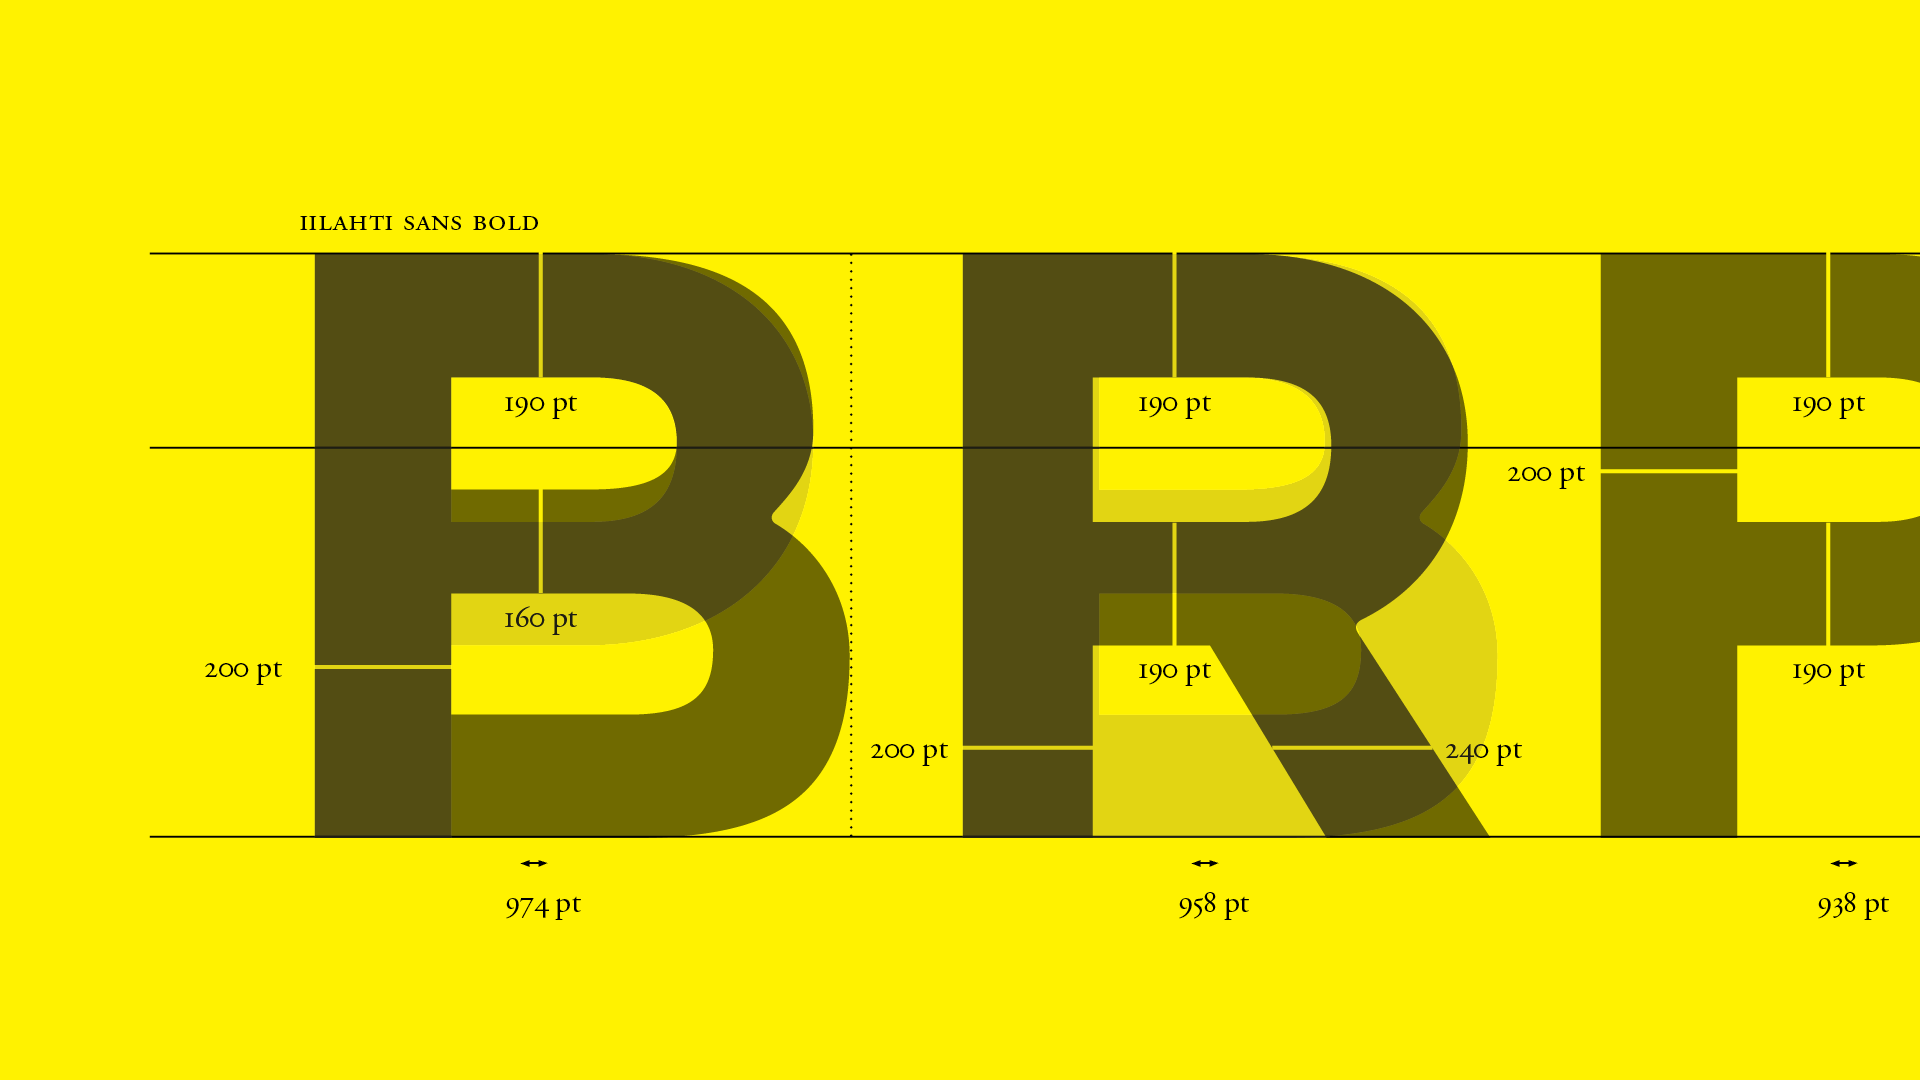 IILAHTI SANS BOLD
B R P
190 pt 190 pt 190 pt
200 pt
160 pt
200 pt 190 pt 190 pt
200 pt 240 pt
974 pt 958 pt 938 pt